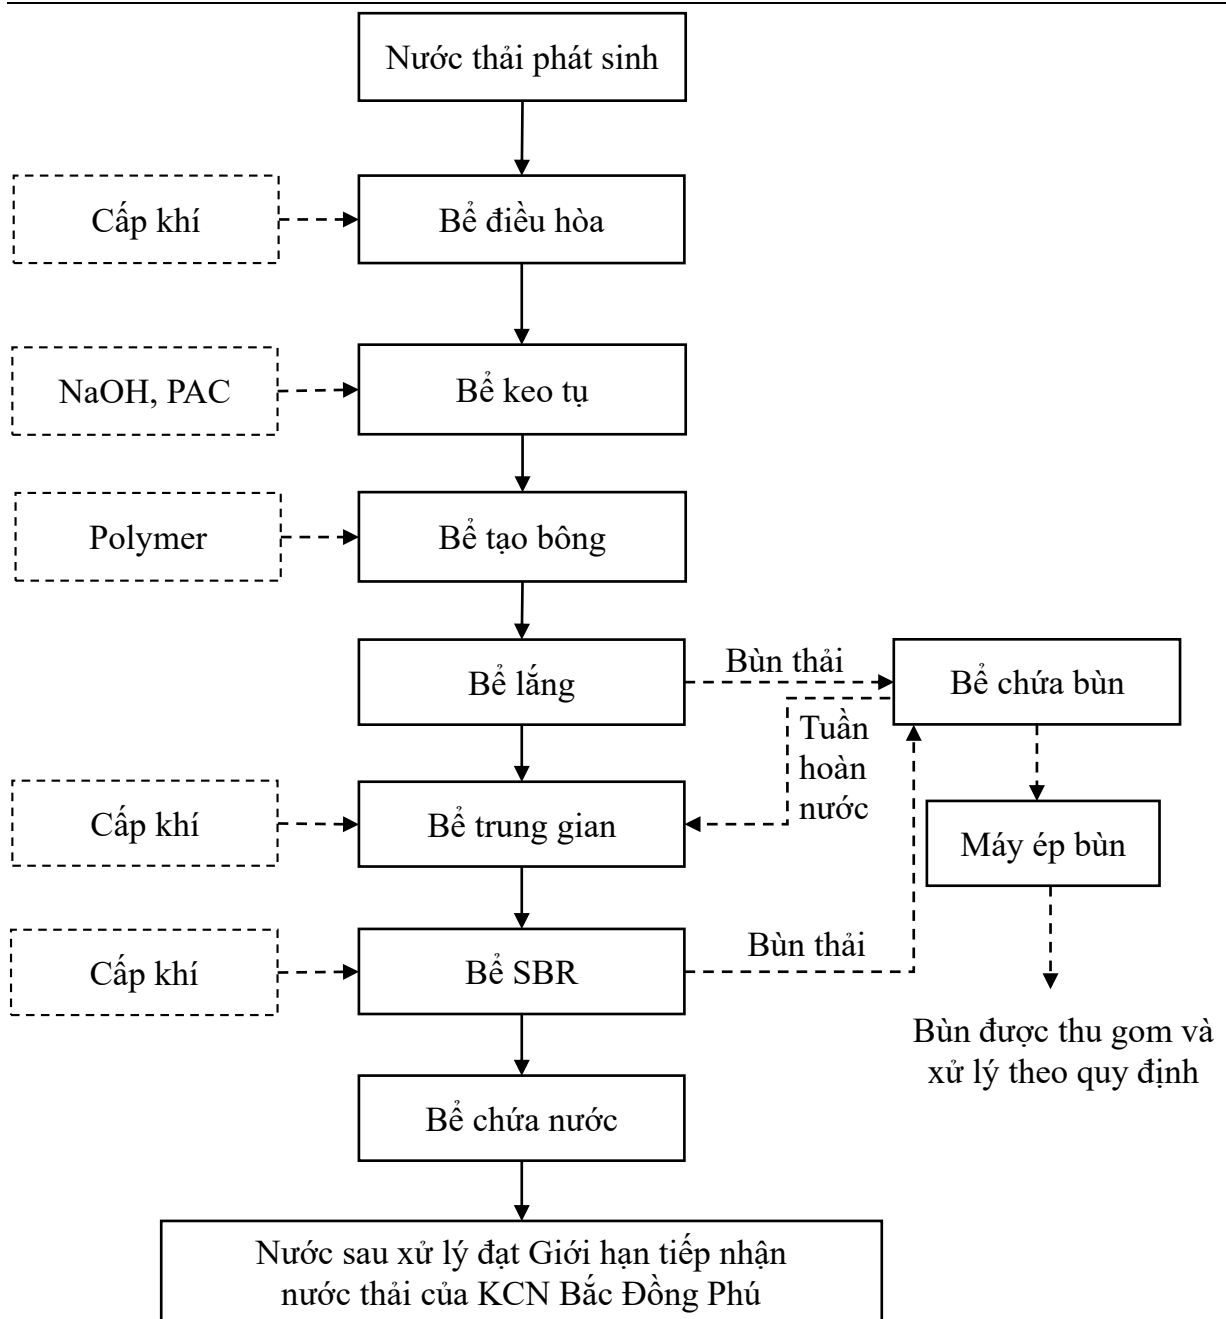 Nước thải phát sinh
Cấp khí
Bể điều hòa
NaOH, PAC
Bể keo tụ
Polymer
Bể tạo bông
Bể lắng
Bùn thải
Bể chứa bùn
Tuần
hoàn
nước
Cấp khí
Bể trung gian
Máy ép bùn
Cấp khí
Bể SBR
Bùn thải
Bùn được thu gom và
xử lý theo quy định
Bể chứa nước
Nước sau xử lý đạt Giới hạn tiếp nhận
nước thải của KCN Bắc Đồng Phú